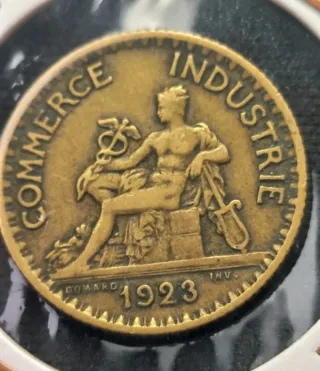 COMMERCE INDUSTRIE
DOMARD INV.
1923